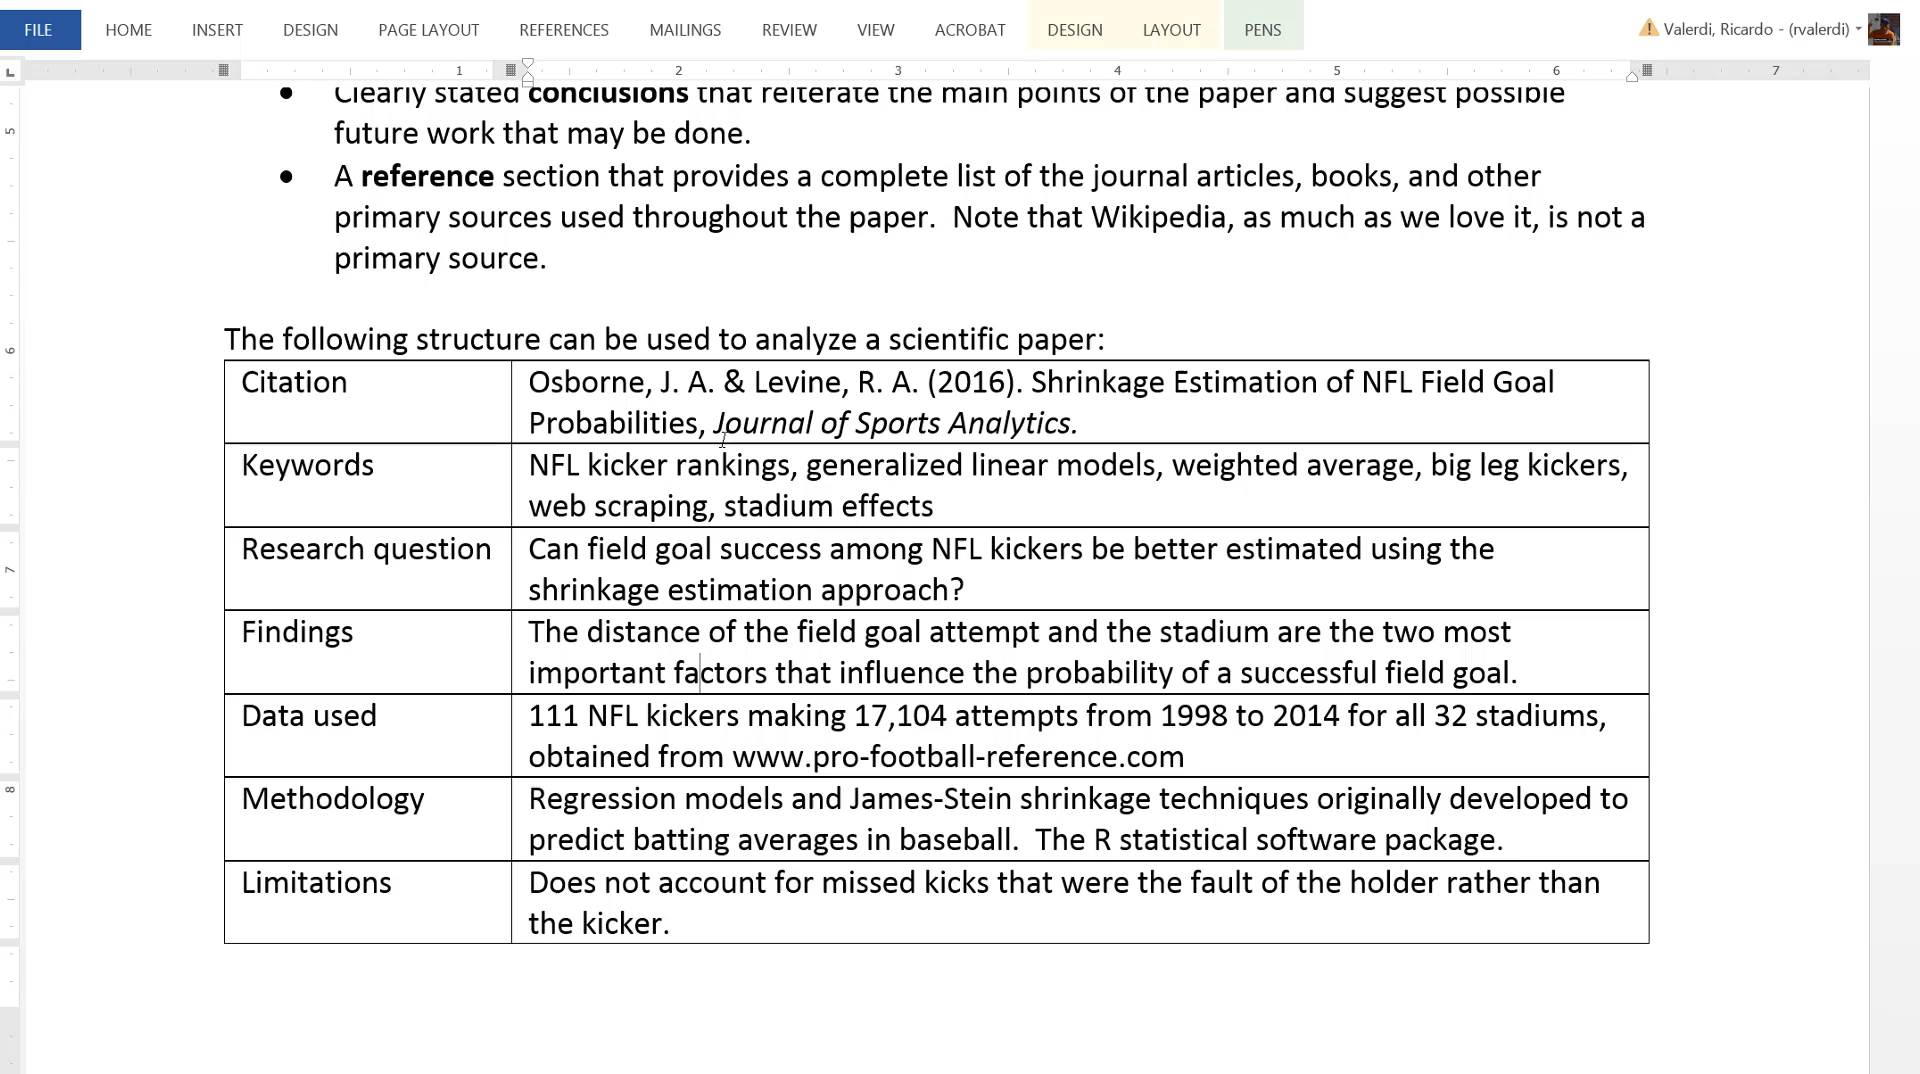 FILE HOME INSERT DESIGN PAGE LAYOUT REFERENCES MAILINGS REVIEW VIEW ACROBAT DESIGN LAYOUT PENS Valerdi, Ricardo - (rvalerdi)
1 2 3 4 5 6 7
• Clearly stated conclusions that reiterate the main points of the paper and suggest possible
future work that may be done.
• A reference section that provides a complete list of the journal articles, books, and other
primary sources used throughout the paper.  Note that Wikipedia, as much as we love it, is not a
primary source.
The following structure can be used to analyze a scientific paper:
Citation
Osborne, J. A. & Levine, R. A. (2016). Shrinkage Estimation of NFL Field Goal
Probabilities, Journal of Sports Analytics.
Keywords
NFL kicker rankings, generalized linear models, weighted average, big leg kickers,
web scraping, stadium effects
Research question
Can field goal success among NFL kickers be better estimated using the
shrinkage estimation approach?
Findings
The distance of the field goal attempt and the stadium are the two most
important factors that influence the probability of a successful field goal.
Data used
111 NFL kickers making 17,104 attempts from 1998 to 2014 for all 32 stadiums,
obtained from www.pro-football-reference.com
Methodology
Regression models and James-Stein shrinkage techniques originally developed to
predict batting averages in baseball.  The R statistical software package.
Limitations
Does not account for missed kicks that were the fault of the holder rather than
the kicker.
5
6
7
8